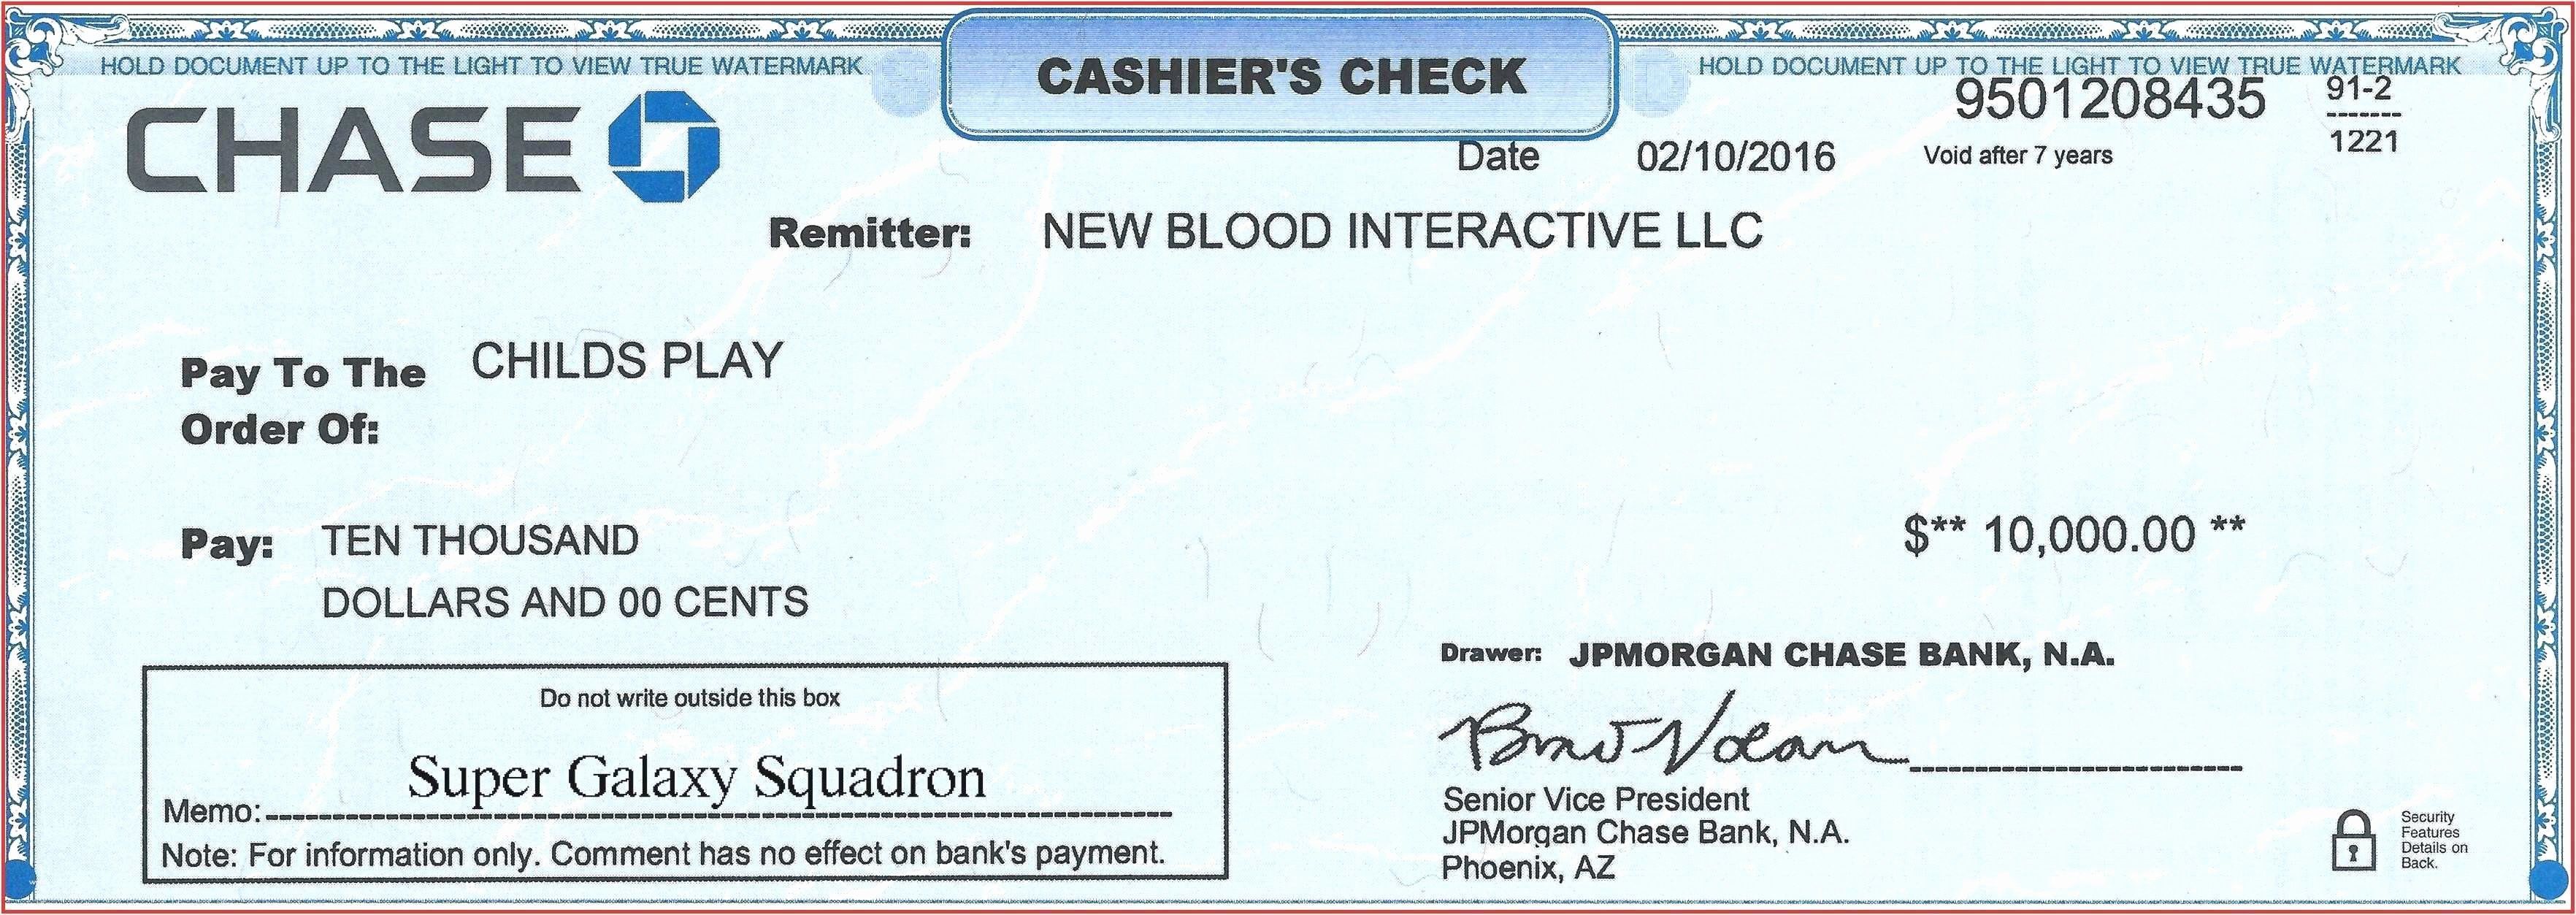 HOLD DOCUMENT UP TO THE LIGHT TO VIEW TRUE WATERMARK
CASHIER'S CHECK
HOLD DOCUMENT UP TO THE LIGHT TO VIEW TRUE WATERMARK
CHASE
9501208435
91-2
1221
Date 02/10/2016
Void after 7 years
Remitter: NEW BLOOD INTERACTIVE LLC
Pay To The CHILDS PLAY
Order Of:
Pay: TEN THOUSAND
$** 10,000.00 **
DOLLARS AND 00 CENTS
Drawer: JPMORGAN CHASE BANK, N.A.
Do not write outside this box
Super Galaxy Squadron
Memo:
Note: For information only. Comment has no effect on bank's payment.
Senior Vice President
JPMorgan Chase Bank, N.A.
Phoenix, AZ
Security
Features
Details on
Back.